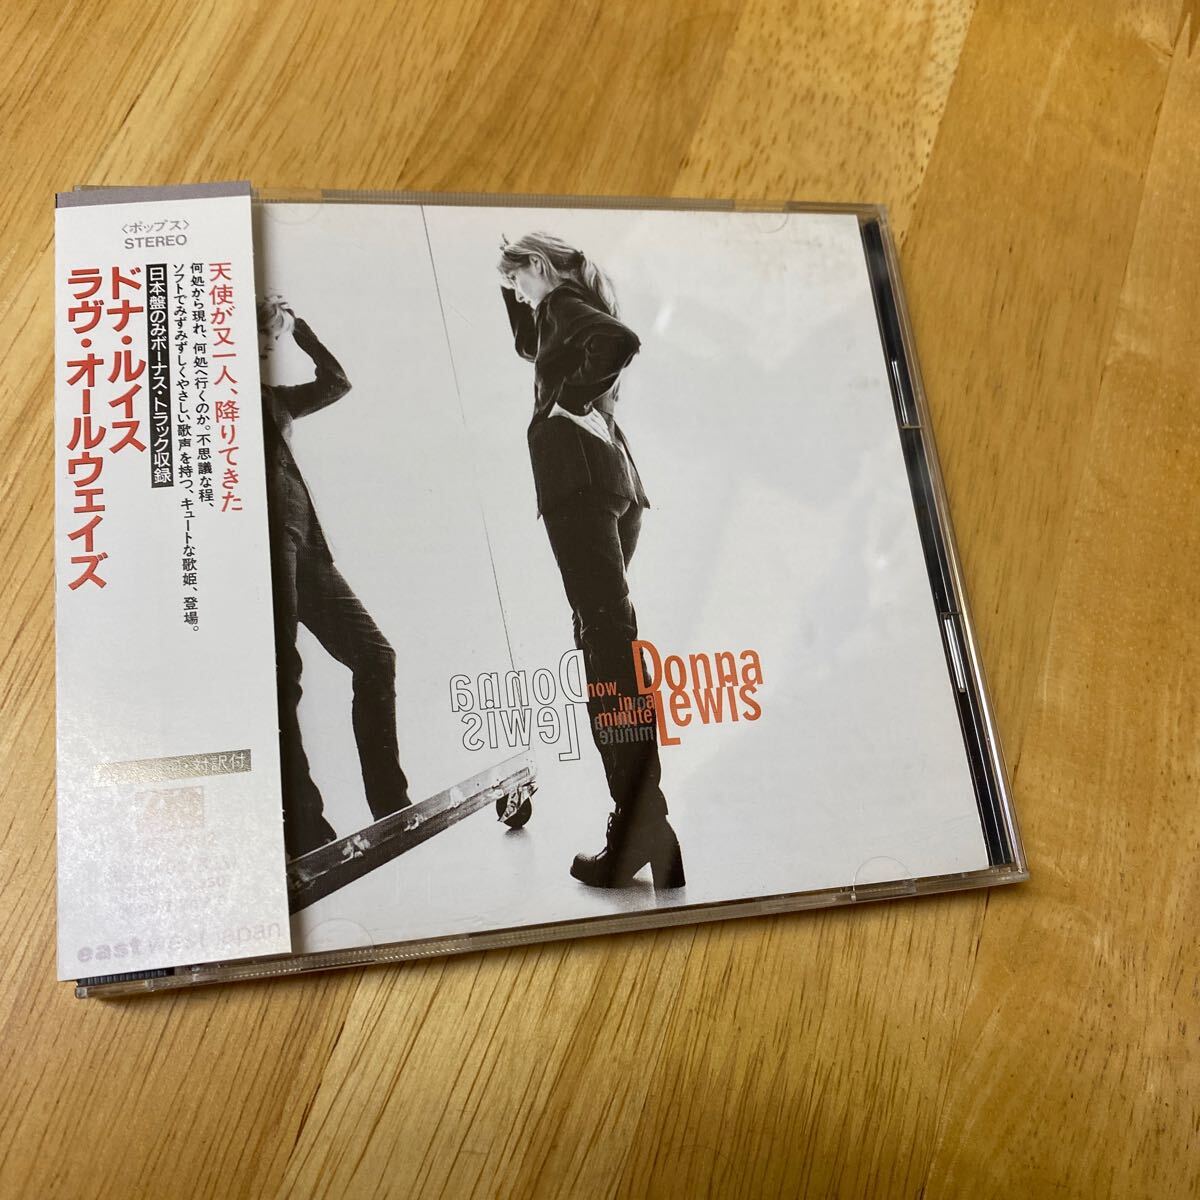 〈ポップス〉
STEREO
天使が又一人、降りてきた
何処から現れ、何処へ行くのか。不思議な程、
ソフトでみずみずしくやさしい歌声を持つ、キュートな歌姫、登場。
日本盤のみボーナス・トラック収録
ドナ・ルイス
ラヴ・オールウェイズ
・対訳付
east west japan
Donna
Lewis
now
in a
minute
Donna
Lewis
minute